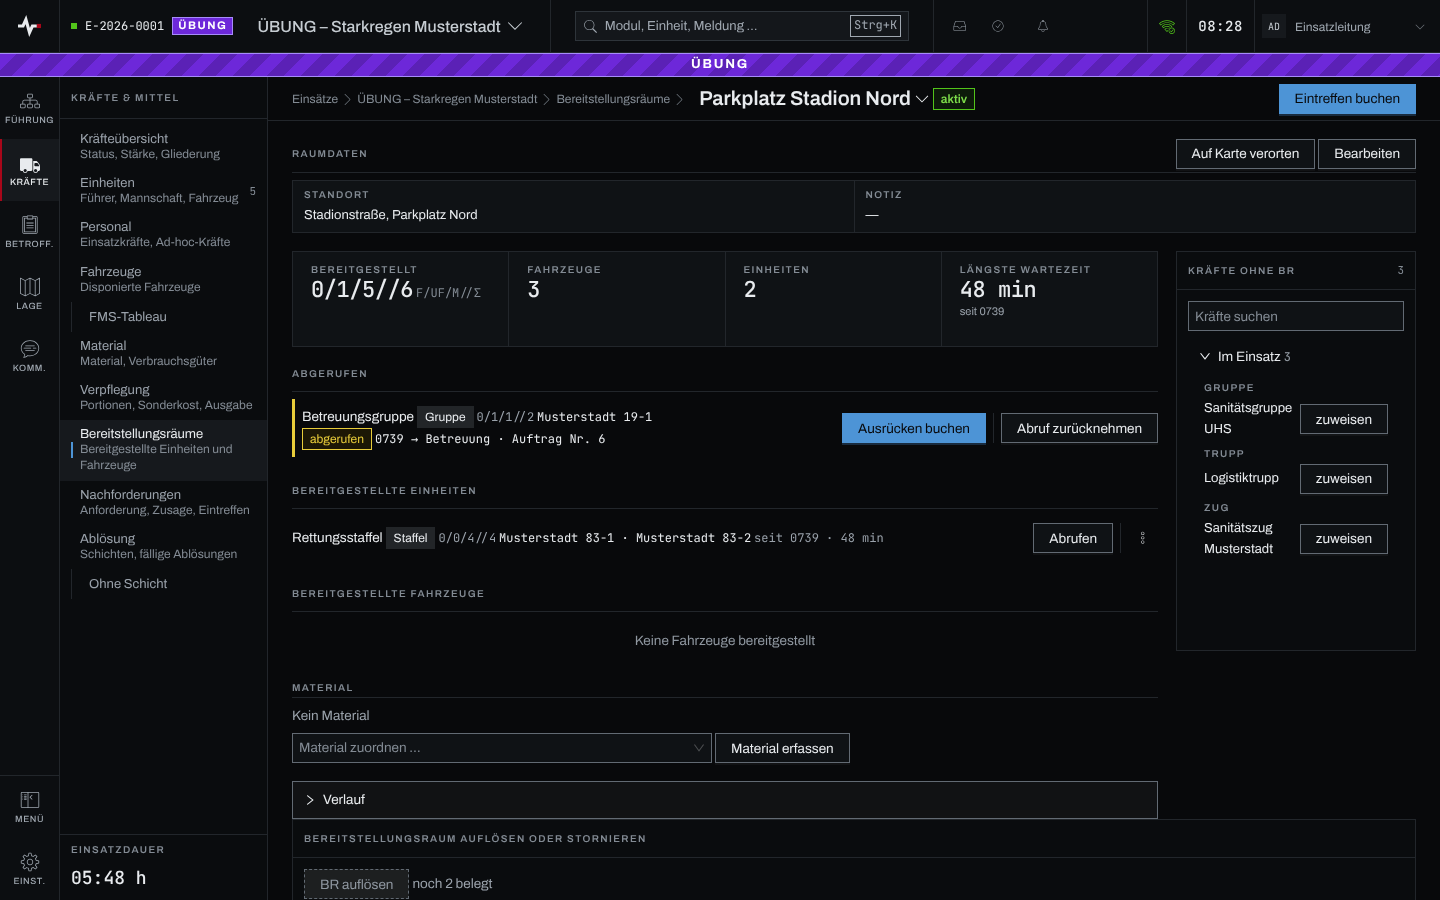 E-2026-0001 ÜBUNG ÜBUNG – Starkregen Musterstadt Modul, Einheit, Meldung ... Strg+K 08:28 AD Einsatzleitung
ÜBUNG
FÜHRUNG
KRÄFTE
BETROFF.
LAGE
KOMM.
MENÜ
EINST.
KRÄFTE & MITTEL
Kräfteübersicht
Status, Stärke, Gliederung
Einheiten
Führer, Mannschaft, Fahrzeug 5
Personal
Einsatzkräfte, Ad-hoc-Kräfte
Fahrzeuge
Disponierte Fahrzeuge
FMS-Tableau
Material
Material, Verbrauchsgüter
Verpflegung
Portionen, Sonderkost, Ausgabe
Bereitstellungsräume
Bereitgestellte Einheiten und
Fahrzeuge
Nachforderungen
Anforderung, Zusage, Eintreffen
Ablösung
Schichten, fällige Ablösungen
Ohne Schicht
EINSATZDAUER
05:48 h
Einsätze ÜBUNG – Starkregen Musterstadt Bereitstellungsräume Parkplatz Stadion Nord aktiv Eintreffen buchen
RAUMDATEN Auf Karte verorten Bearbeiten
STANDORT NOTIZ
Stadionstraße, Parkplatz Nord —
BEREITGESTELLT FAHRZEUGE EINHEITEN LÄNGSTE WARTEZEIT
0/1/5//6 F/UF/M//Σ 3 2 48 min
seit 0739
ABGERUFEN
Betreuungsgruppe Gruppe 0/1/1//2 Musterstadt 19-1
abgerufen 0739 → Betreuung · Auftrag Nr. 6 Ausrücken buchen Abruf zurücknehmen
BEREITGESTELLTE EINHEITEN
Rettungsstaffel Staffel 0/0/4//4 Musterstadt 83-1 · Musterstadt 83-2 seit 0739 · 48 min Abrufen
BEREITGESTELLTE FAHRZEUGE
Keine Fahrzeuge bereitgestellt
MATERIAL
Kein Material
Material zuordnen ... Material erfassen
Verlauf
BEREITSTELLUNGSRAUM AUFLÖSEN ODER STORNIEREN
BR auflösen noch 2 belegt
KRÄFTE OHNE BR 3
Kräfte suchen
Im Einsatz 3
GRUPPE
Sanitätsgruppe
UHS zuweisen
TRUPP
Logistiktrupp zuweisen
ZUG
Sanitätszug
Musterstadt zuweisen